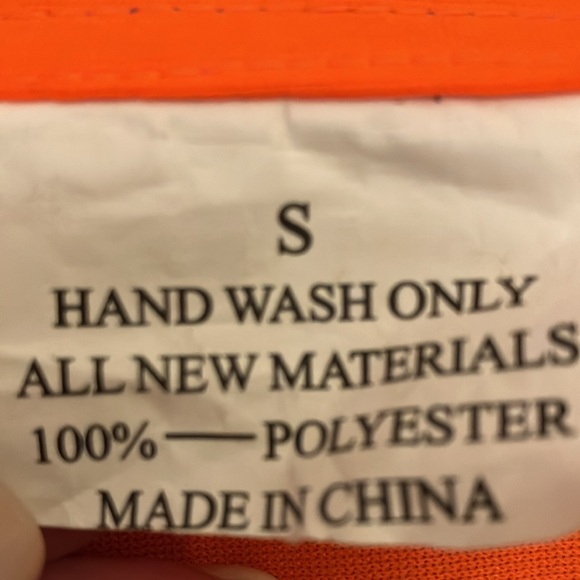 S
HAND WASH ONLY
ALL NEW MATERIALS
100%—POLYESTER
MADE IN CHINA